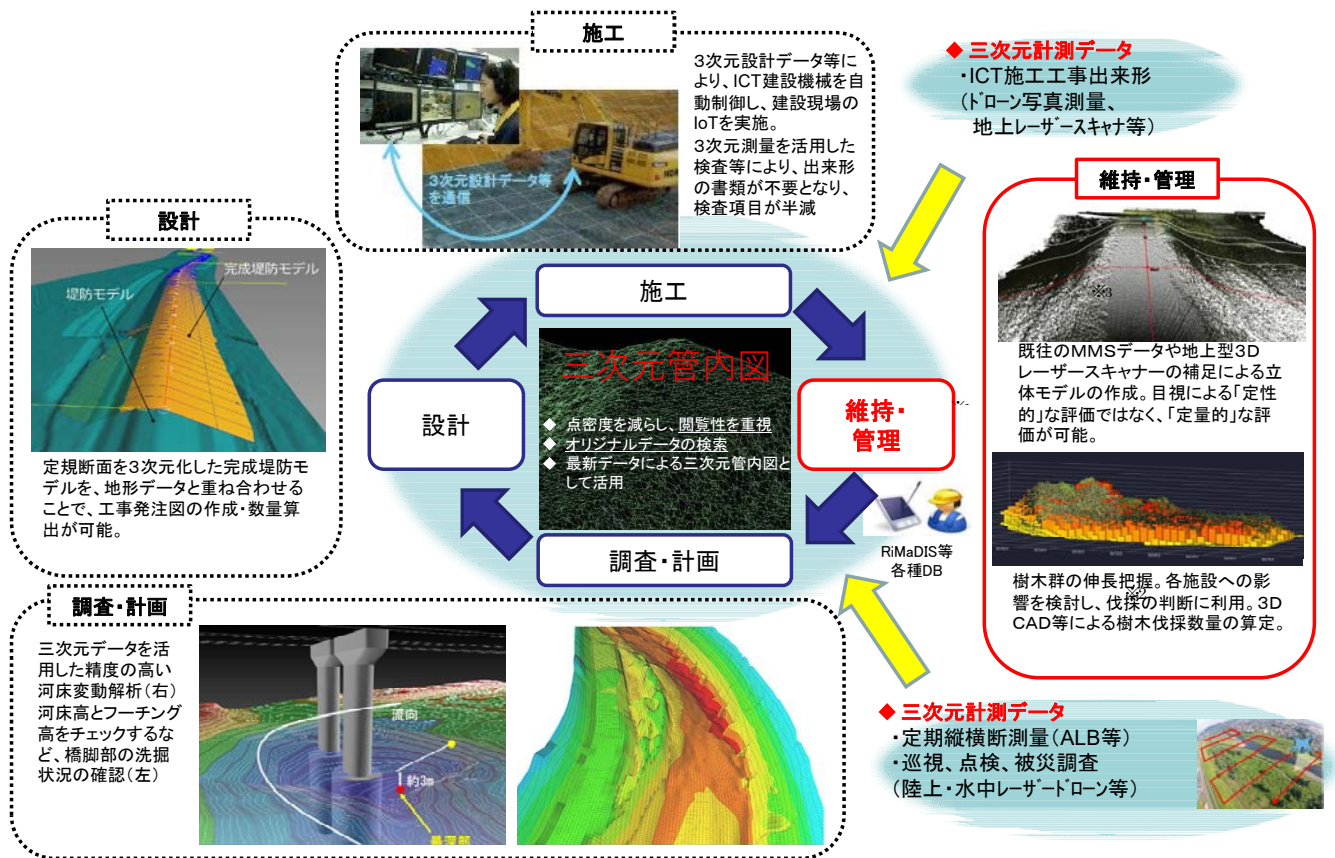 施工
3次元設計データ等に
より、ICT建設機械を自
動制御し、建設現場の
IoTを実施。
3次元測量を活用した
検査等により、出来形
の書類が不要となり、
検査項目が半減
3次元設計データ等
を通信
◆ 三次元計測データ
・ICT施工工事出来形
(ドローン写真測量、
地上レーザースキャナ等)
設計
堤防モデル
完成堤防モデル
定規断面を3次元化した完成堤防モ
デルを、地形データと重ね合わせる
ことで、工事発注図の作成・数量算
出が可能。
施工
設計
三次元管内図
◆ 点密度を減らし、閲覧性を重視
◆ オリジナルデータの検索
◆ 最新データによる三次元管内図と
して活用
維持・
管理
調査・計画
RiMaDIS等
各種DB
維持・管理
※3
既往のMMSデータや地上型3D
レーザースキャナーの補足による立
体モデルの作成。目視による「定性
的」な評価ではなく、「定量的」な評
価が可能。
樹木群の伸長把握。各施設への影
響を検討し、伐採の判断に利用。3D
※2
CAD等による樹木伐採数量の算定。
調査・計画
三次元データを活
用した精度の高い
河床変動解析(右)
河床高とフーチング
高をチェックするな
ど、橋脚部の洗掘
状況の確認(左)
流向
約3m
最深部
◆ 三次元計測データ
・定期縦横断測量(ALB等)
・巡視、点検、被災調査
(陸上・水中レーザードローン等)